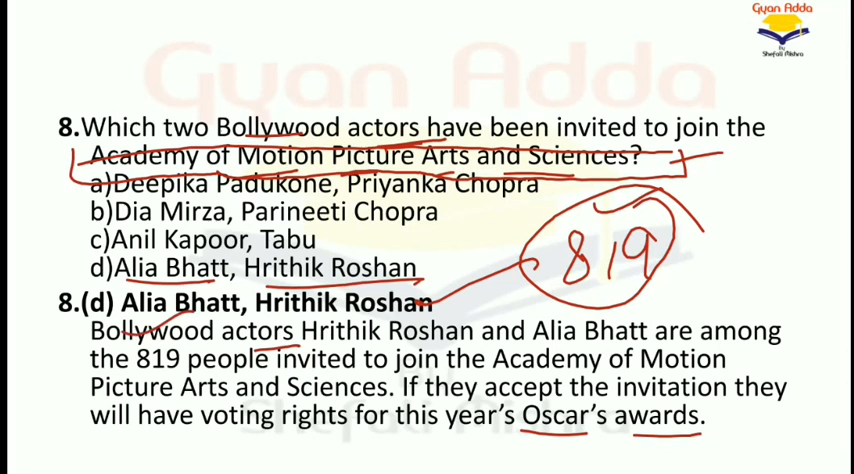 Gyan Adda
By
Shefali Mishra
Gyan Adda
8.Which two Bollywood actors have been invited to join the
Academy of Motion Picture Arts and Sciences?
a)Deepika Padukone, Priyanka Chopra
b)Dia Mirza, Parineeti Chopra
c)Anil Kapoor, Tabu
d)Alia Bhatt, Hrithik Roshan
819
8.(d) Alia Bhatt, Hrithik Roshan
Bollywood actors Hrithik Roshan and Alia Bhatt are among
the 819 people invited to join the Academy of Motion
Picture Arts and Sciences. If they accept the invitation they
will have voting rights for this year's Oscar's awards.
Shefali Mishra